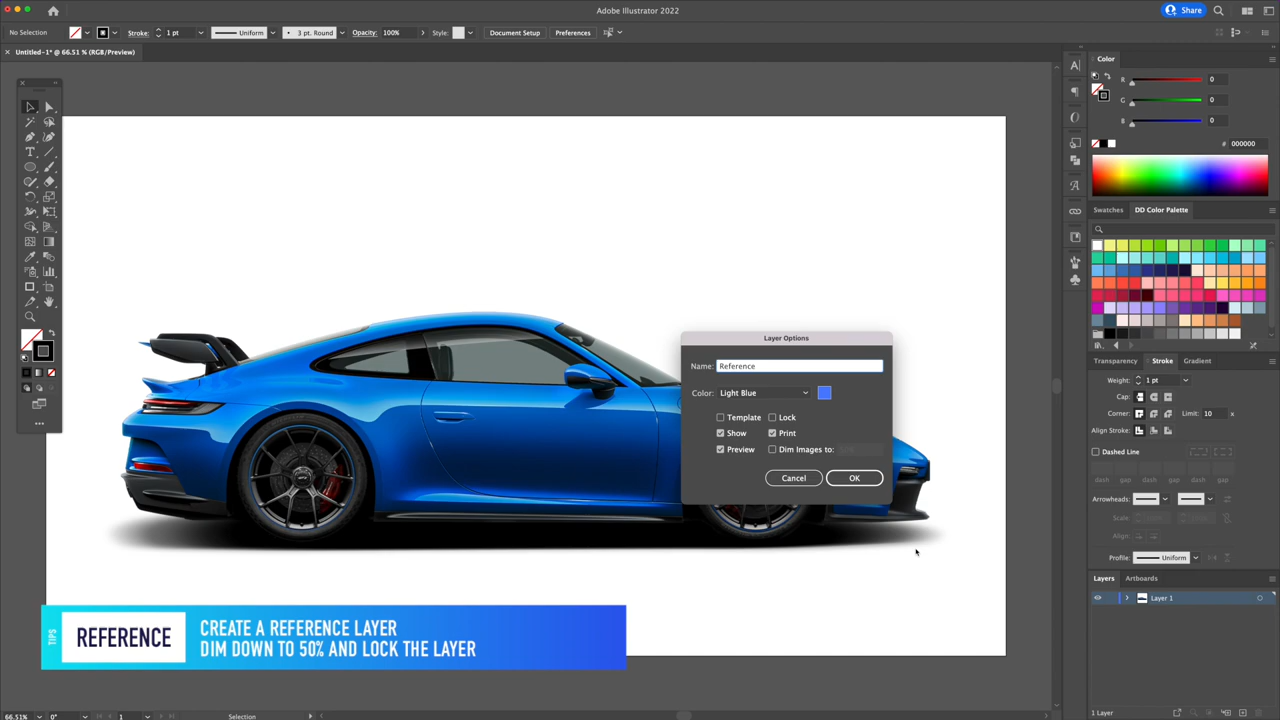 Adobe Illustrator 2022
Share
No Selection
Stroke:
1 pt
Uniform
3 pt. Round
Opacity:
100%
Style:
Document Setup
Preferences
Untitled-1* @ 66.51 % (RGB/Preview)
Color
R
0
G
0
B
0
#
000000
Swatches
DD Color Palette
Transparency
Stroke
Gradient
Weight:
1 pt
Cap:
Corner:
Limit:
10
x
Align Stroke:
Dashed Line
dash
gap
dash
gap
dash
gap
Arrowheads:
Scale:
Align:
Profile:
Uniform
Layers
Artboards
Layer 1
1 Layer
Layer Options
Name:
Reference
Color:
Light Blue
Template
Lock
Show
Print
Preview
Dim Images to:
Cancel
OK
TIPS
REFERENCE
CREATE A REFERENCE LAYER
DIM DOWN TO 50% AND LOCK THE LAYER
66.51%
0°
1
Selection